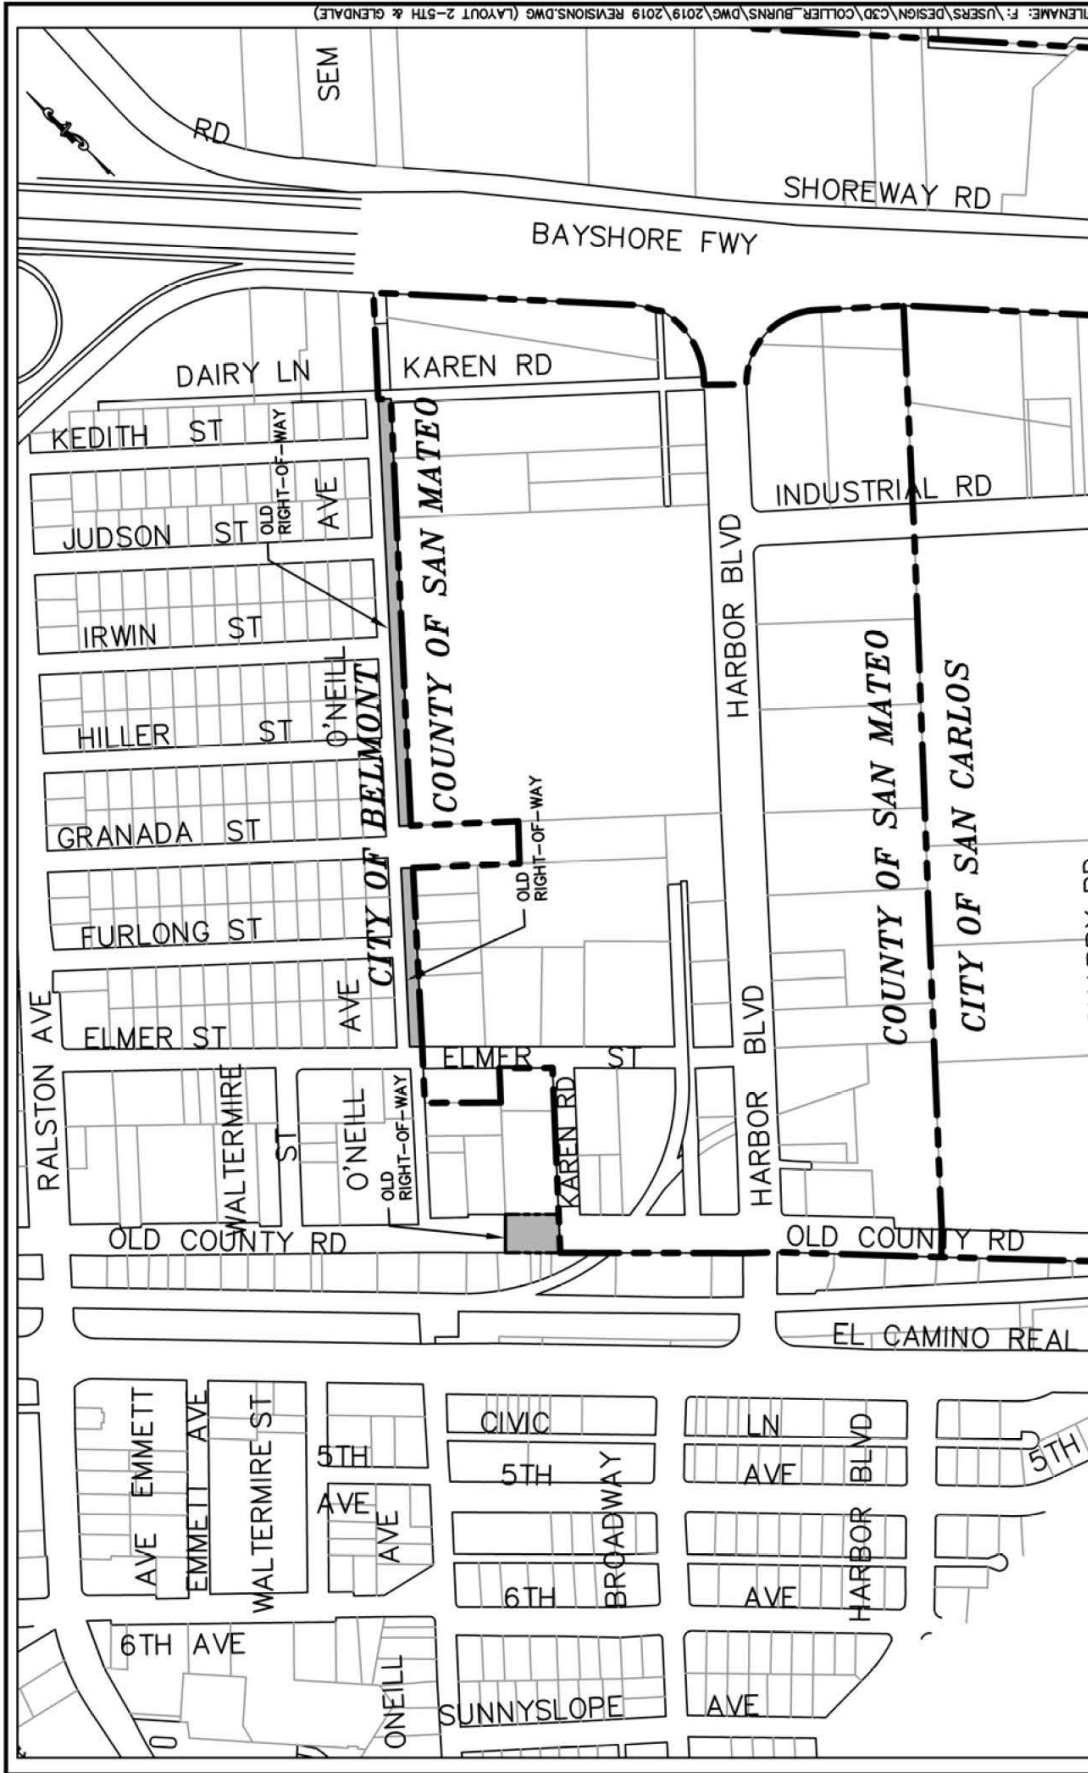 FILENAME: F:\USERS\DESIGN\C3D\COLLIER_BURNS\DWG\2019\2019 REVISIONS.DWG (LAYOUT 2-5TH & GLENDALE)
SEM
RD
SHOREWAY RD
BAYSHORE FWY
DAIRY LN
KAREN RD
KEDITH ST
OLD
RIGHT-OF-WAY
COUNTY OF SAN MATEO
JUDSON ST
AVE
INDUSTRIAL RD
IRWIN ST
HARBOR BLVD
HILLER ST
O'NEILL
CITY OF BELMONT
COUNTY OF SAN MATEO
CITY OF SAN CARLOS
GRANADA ST
OLD
RIGHT-OF-WAY
FURLONG ST
RALSTON AVE
ELMER ST
AVE
ELMER ST
HARBOR BLVD
WALTERMIRE
ST
O'NEILL
OLD
RIGHT-OF-WAY
KAREN RD
OLD COUNTY RD
OLD COUNTY RD
EL CAMINO REAL
EMMETT
AVE
EMMETT AVE
WALTERMIRE ST
5TH
AVE
AVE
CIVIC LN
5TH AVE
5TH
BROADWAY
HARBOR BLVD
6TH AVE
6TH AVE
ONEILL
SUNNYSLOPE AVE